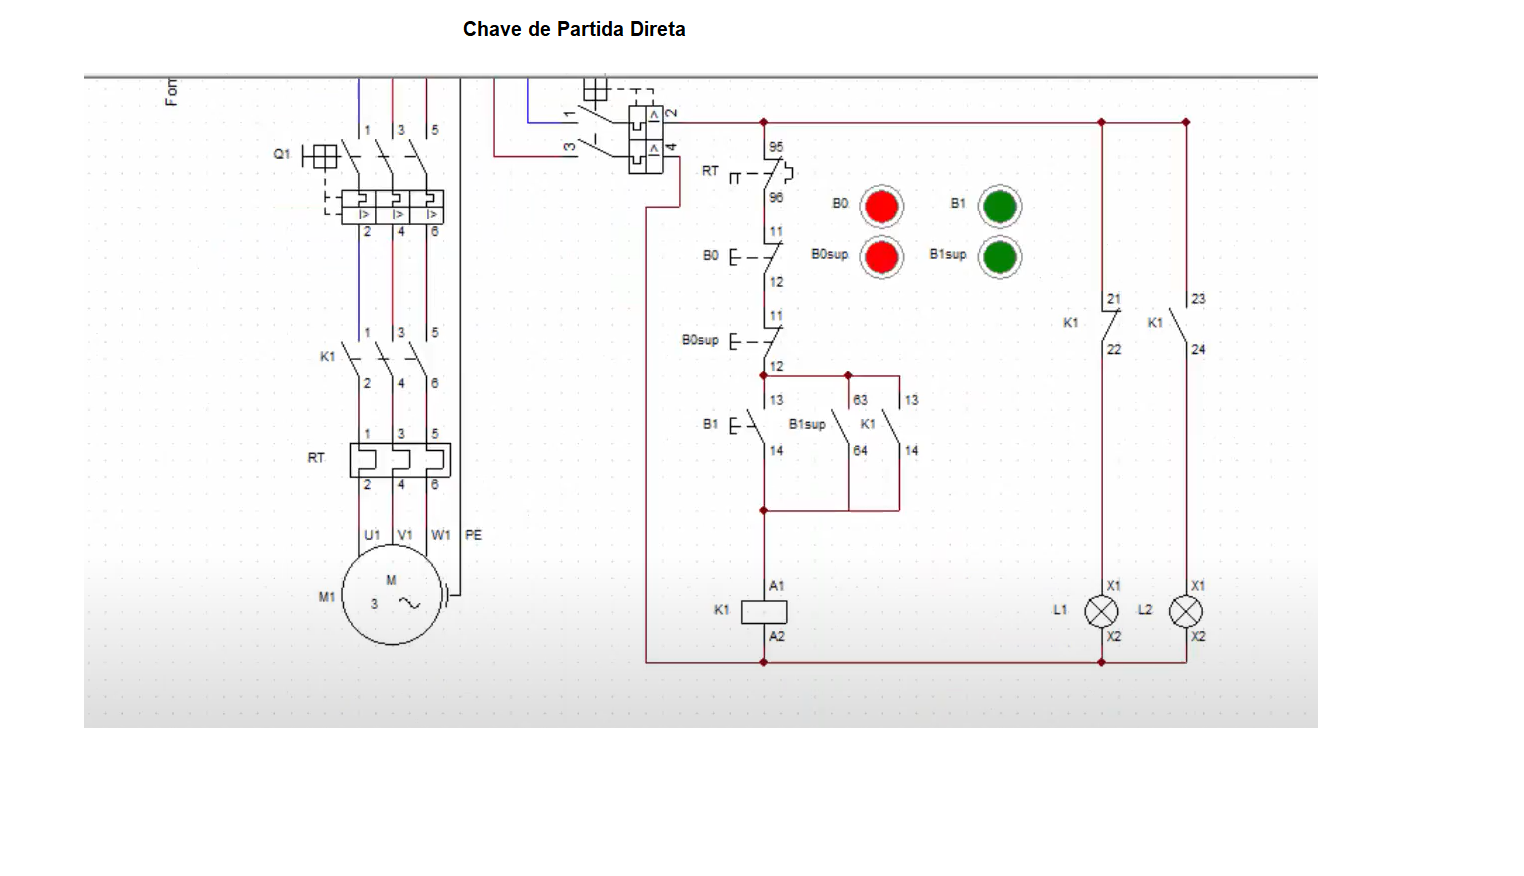 Chave de Partida Direta
1 3 5
Q1
I> I> I>
2 4 6
1 3 5
K1
2 4 6
1 3 5
RT
2 4 6
U1 V1 W1 PE
M
3
M1
1
3
I>
I>
2
4
95
RT
96
11
B0
12
11
B0sup
12
13
B1
14
63
B1sup
64
13
K1
14
A1
K1
A2
B0
B1
B0sup
B1sup
21
K1
22
23
K1
24
X1
L1
X2
X1
L2
X2